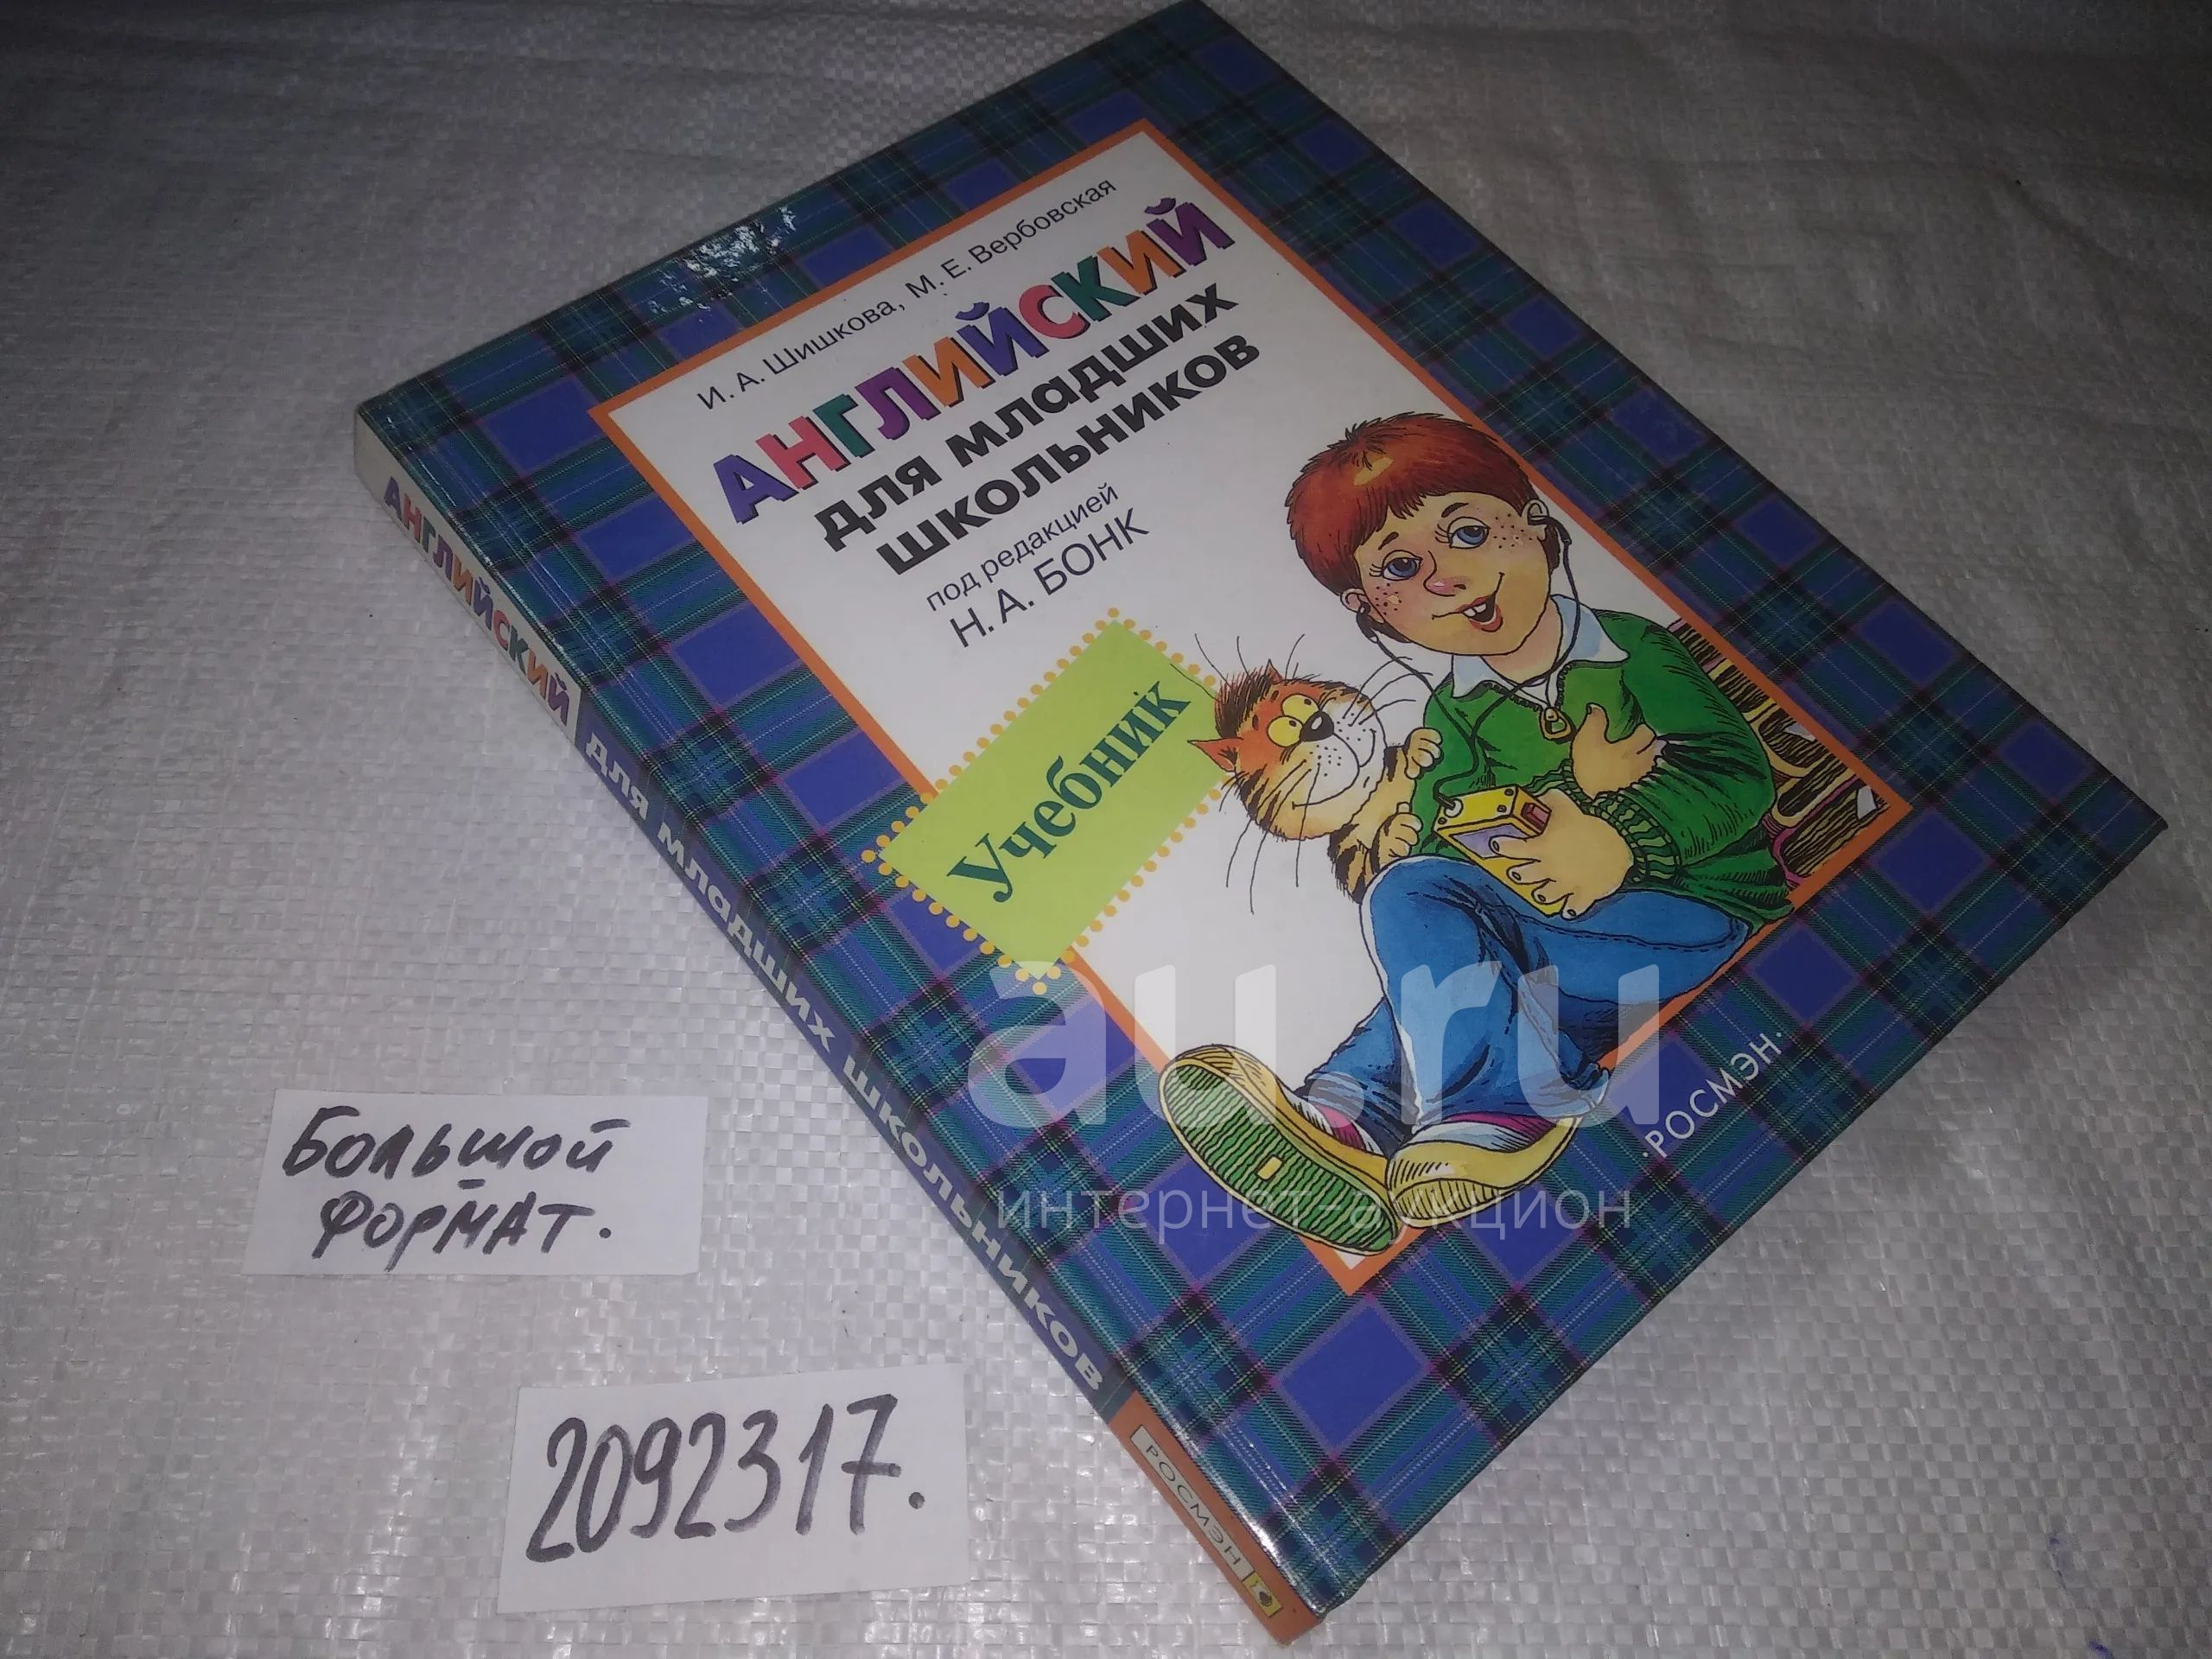 И. А. Шишкова, М. Е. Вербовская
АНГЛИЙСКИЙ
для младших
школьников
под редакцией
Н. А. БОНК
Учебник
·РОСМЭН·
АНГЛИЙСКИЙ для младших школьников
РОСМЭН
Большой
формат.
2092317.
au.ru
интернет-аукцион